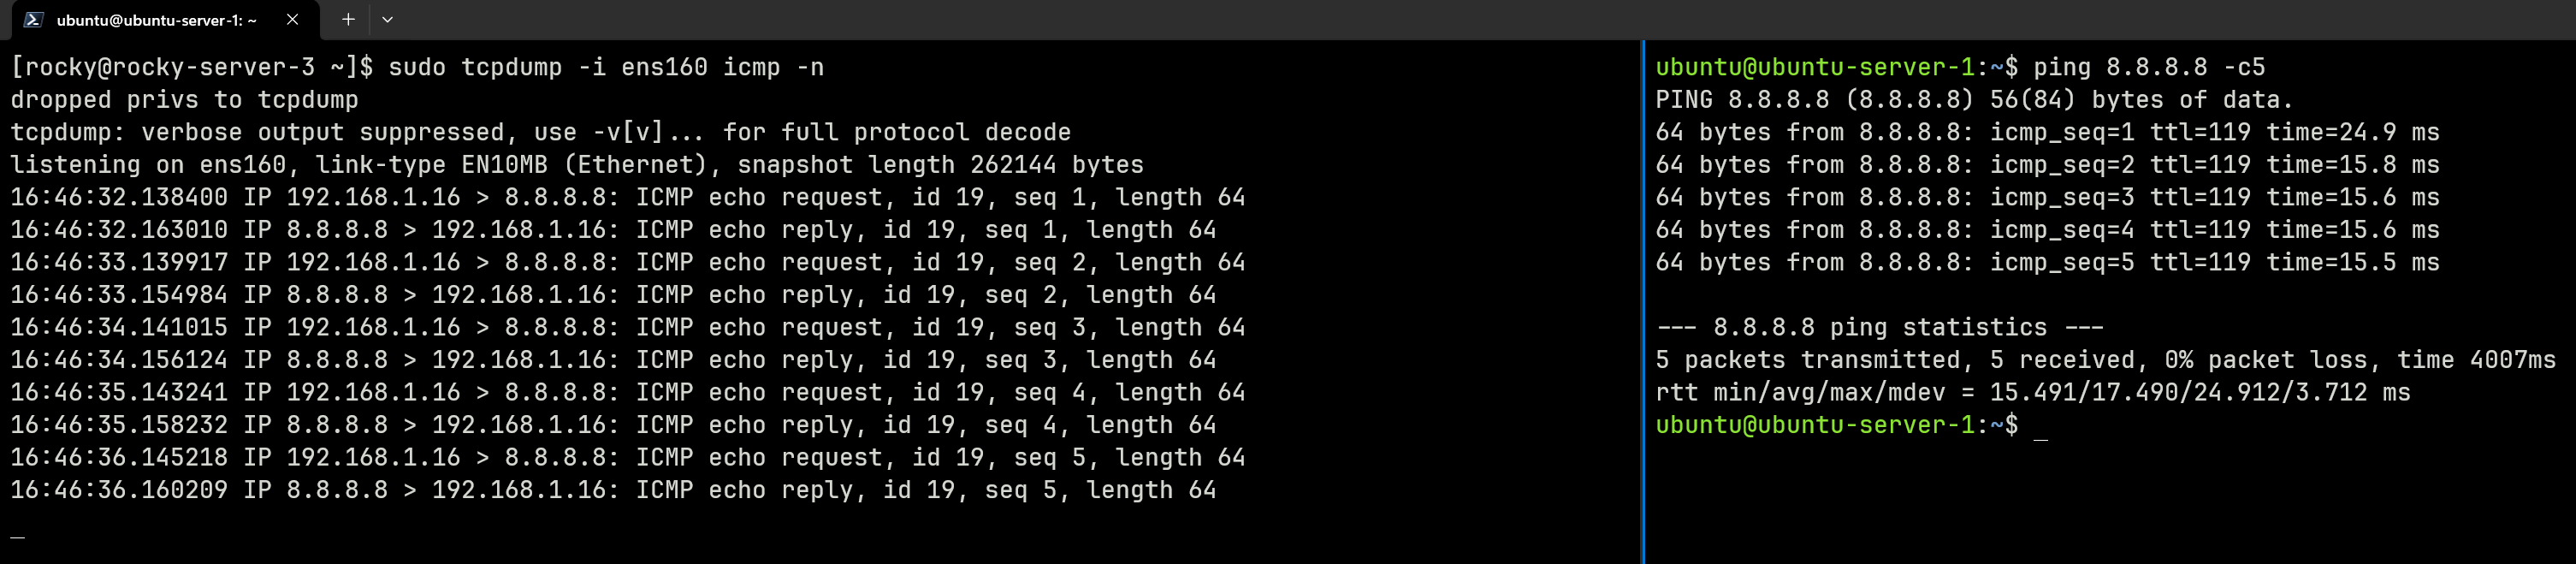 ubuntu@ubuntu-server-1: ~
[rocky@rocky-server-3 ~]$ sudo tcpdump -i ens160 icmp -n
dropped privs to tcpdump
tcpdump: verbose output suppressed, use -v[v]... for full protocol decode
listening on ens160, link-type EN10MB (Ethernet), snapshot length 262144 bytes
16:46:32.138400 IP 192.168.1.16 > 8.8.8.8: ICMP echo request, id 19, seq 1, length 64
16:46:32.163010 IP 8.8.8.8 > 192.168.1.16: ICMP echo reply, id 19, seq 1, length 64
16:46:33.139917 IP 192.168.1.16 > 8.8.8.8: ICMP echo request, id 19, seq 2, length 64
16:46:33.154984 IP 8.8.8.8 > 192.168.1.16: ICMP echo reply, id 19, seq 2, length 64
16:46:34.141015 IP 192.168.1.16 > 8.8.8.8: ICMP echo request, id 19, seq 3, length 64
16:46:34.156124 IP 8.8.8.8 > 192.168.1.16: ICMP echo reply, id 19, seq 3, length 64
16:46:35.143241 IP 192.168.1.16 > 8.8.8.8: ICMP echo request, id 19, seq 4, length 64
16:46:35.158232 IP 8.8.8.8 > 192.168.1.16: ICMP echo reply, id 19, seq 4, length 64
16:46:36.145218 IP 192.168.1.16 > 8.8.8.8: ICMP echo request, id 19, seq 5, length 64
16:46:36.160209 IP 8.8.8.8 > 192.168.1.16: ICMP echo reply, id 19, seq 5, length 64
ubuntu@ubuntu-server-1:~$ ping 8.8.8.8 -c5
PING 8.8.8.8 (8.8.8.8) 56(84) bytes of data.
64 bytes from 8.8.8.8: icmp_seq=1 ttl=119 time=24.9 ms
64 bytes from 8.8.8.8: icmp_seq=2 ttl=119 time=15.8 ms
64 bytes from 8.8.8.8: icmp_seq=3 ttl=119 time=15.6 ms
64 bytes from 8.8.8.8: icmp_seq=4 ttl=119 time=15.6 ms
64 bytes from 8.8.8.8: icmp_seq=5 ttl=119 time=15.5 ms
--- 8.8.8.8 ping statistics ---
5 packets transmitted, 5 received, 0% packet loss, time 4007ms
rtt min/avg/max/mdev = 15.491/17.490/24.912/3.712 ms
ubuntu@ubuntu-server-1:~$ _